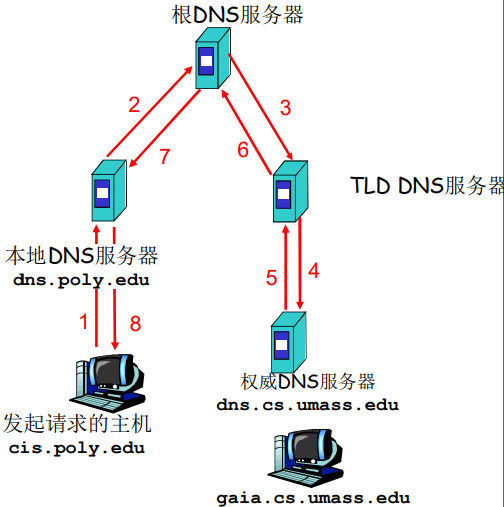 根DNS服务器
2
3
7
6
TLD DNS服务器
本地DNS服务器
dns.poly.edu
5
4
1
8
权威DNS服务器
dns.cs.umass.edu
发起请求的主机
cis.poly.edu
gaia.cs.umass.edu